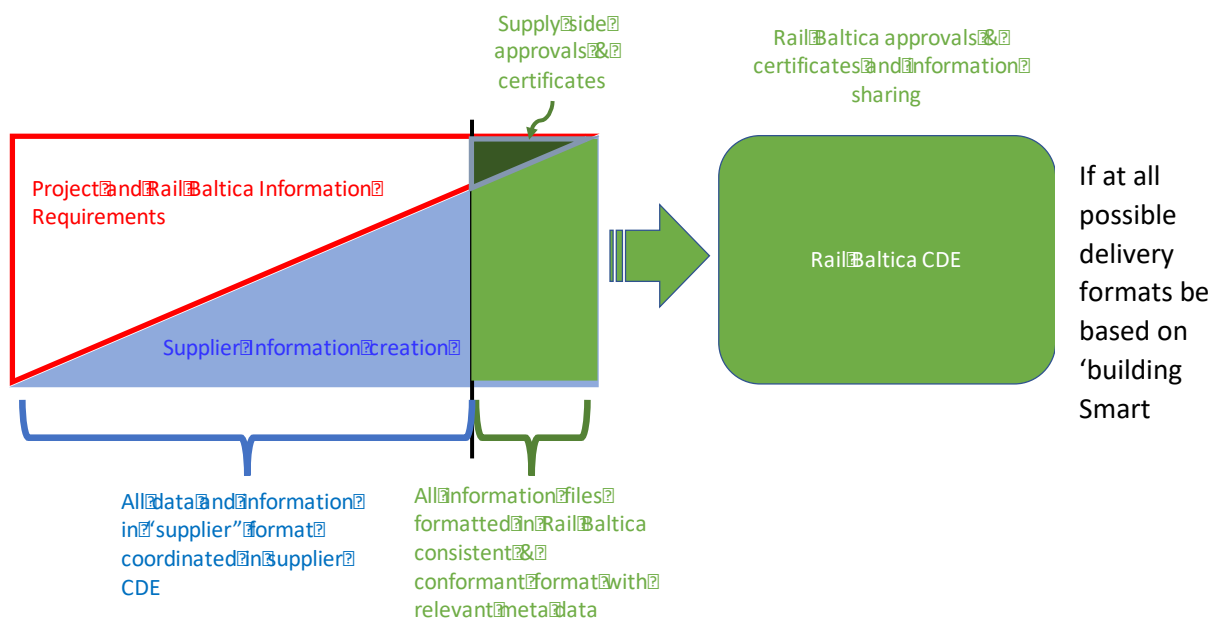 Supply side
approvals &
certificates
Rail Baltica approvals &
certificates and information
sharing
Project and Rail Baltica Information
Requirements
Supplier Information creation
Rail Baltica CDE
If at all
possible
delivery
formats be
based on
‘building
Smart
All data and information
in “supplier” format
coordinated in supplier
CDE
All information files
formatted in Rail Baltica
consistent &
conformant format with
relevant meta data